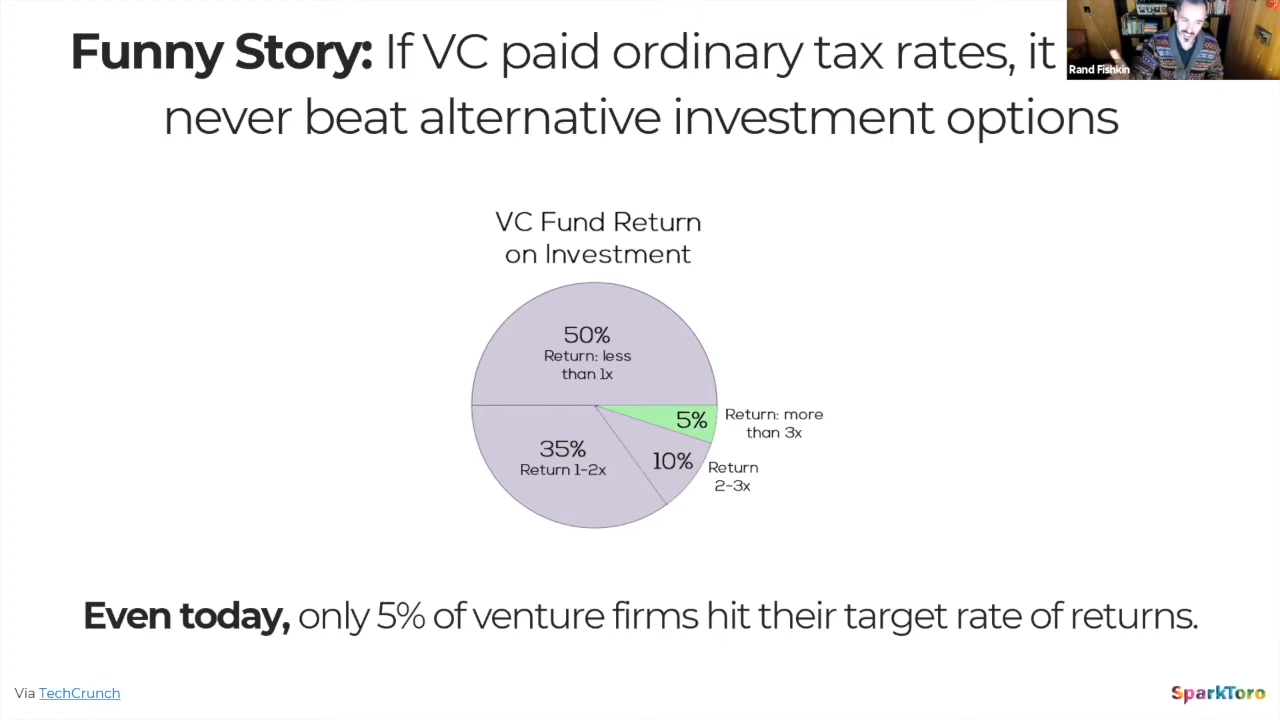 Funny Story: If VC paid ordinary tax rates, it
never beat alternative investment options
Rand Fishkin
VC Fund Return
on Investment
50%
Return: less
than 1x
5%
Return: more
than 3x
35%
Return 1-2x
10%
Return
2-3x
Even today, only 5% of venture firms hit their target rate of returns.
Via TechCrunch
SparkToro